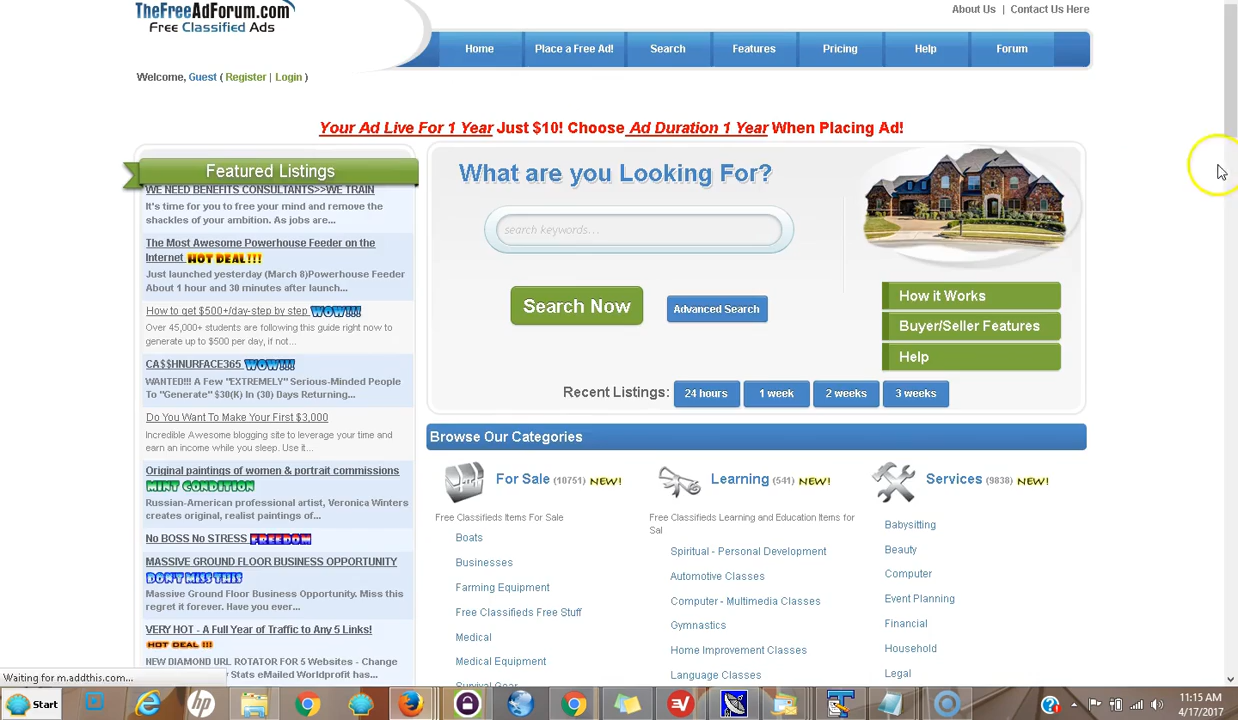 TheFreeAdForum.com
Free Classified Ads
About Us | Contact Us Here
Home
Place a Free Ad!
Search
Features
Pricing
Help
Forum
Welcome, Guest ( Register | Login )
Your Ad Live For 1 Year Just $10! Choose Ad Duration 1 Year When Placing Ad!
Featured Listings
WE NEED BENEFITS CONSULTANTS>>WE TRAIN
It's time for you to free your mind and remove the
shackles of your ambition. As jobs are...
The Most Awesome Powerhouse Feeder on the
Internet HOT DEAL!!!
Just launched yesterday (March 8)Powerhouse Feeder
About 1 hour and 30 minutes after launch...
How to get $500+/day-step by step WOW!!!
Over 45,000+ students are following this guide right now to
generate up to $500 per day, if not...
CA$$HNURFACE365 WOW!!!
WANTED!!! A Few "EXTREMELY" Serious-Minded People
To "Generate" $30(K) In (30) Days Returning...
Do You Want To Make Your First $3,000
Incredible Awesome blogging site to leverage your time and
earn an income while you sleep. Use it...
Original paintings of women & portrait commissions
MINT CONDITION
Russian-American professional artist, Veronica Winters
creates original, realist paintings of...
No BOSS No STRESS FREEDOM
MASSIVE GROUND FLOOR BUSINESS OPPORTUNITY
DON'T MISS THIS
Massive Ground Floor Business Opportunity. Miss this
regret it forever. Have you ever...
VERY HOT - A Full Year of Traffic to Any 5 Links!
HOT DEAL !!!
NEW DIAMOND URL ROTATOR FOR 5 Websites - Change
Stats eMailed Worldprofit has...
What are you Looking For?
search keywords...
Search Now
Advanced Search
How it Works
Buyer/Seller Features
Help
Recent Listings:
24 hours
1 week
2 weeks
3 weeks
Browse Our Categories
For Sale (10751) NEW!
Free Classifieds Items For Sale
Boats
Businesses
Farming Equipment
Free Classifieds Free Stuff
Medical
Medical Equipment
Survival Gear
Learning (541) NEW!
Free Classifieds Learning and Education Items for
Sal
Spiritual - Personal Development
Automotive Classes
Computer - Multimedia Classes
Gymnastics
Home Improvement Classes
Language Classes
Services (9838) NEW!
Babysitting
Beauty
Computer
Event Planning
Financial
Household
Legal
Waiting for m.addthis.com...
Start
11:15 AM
4/17/2017